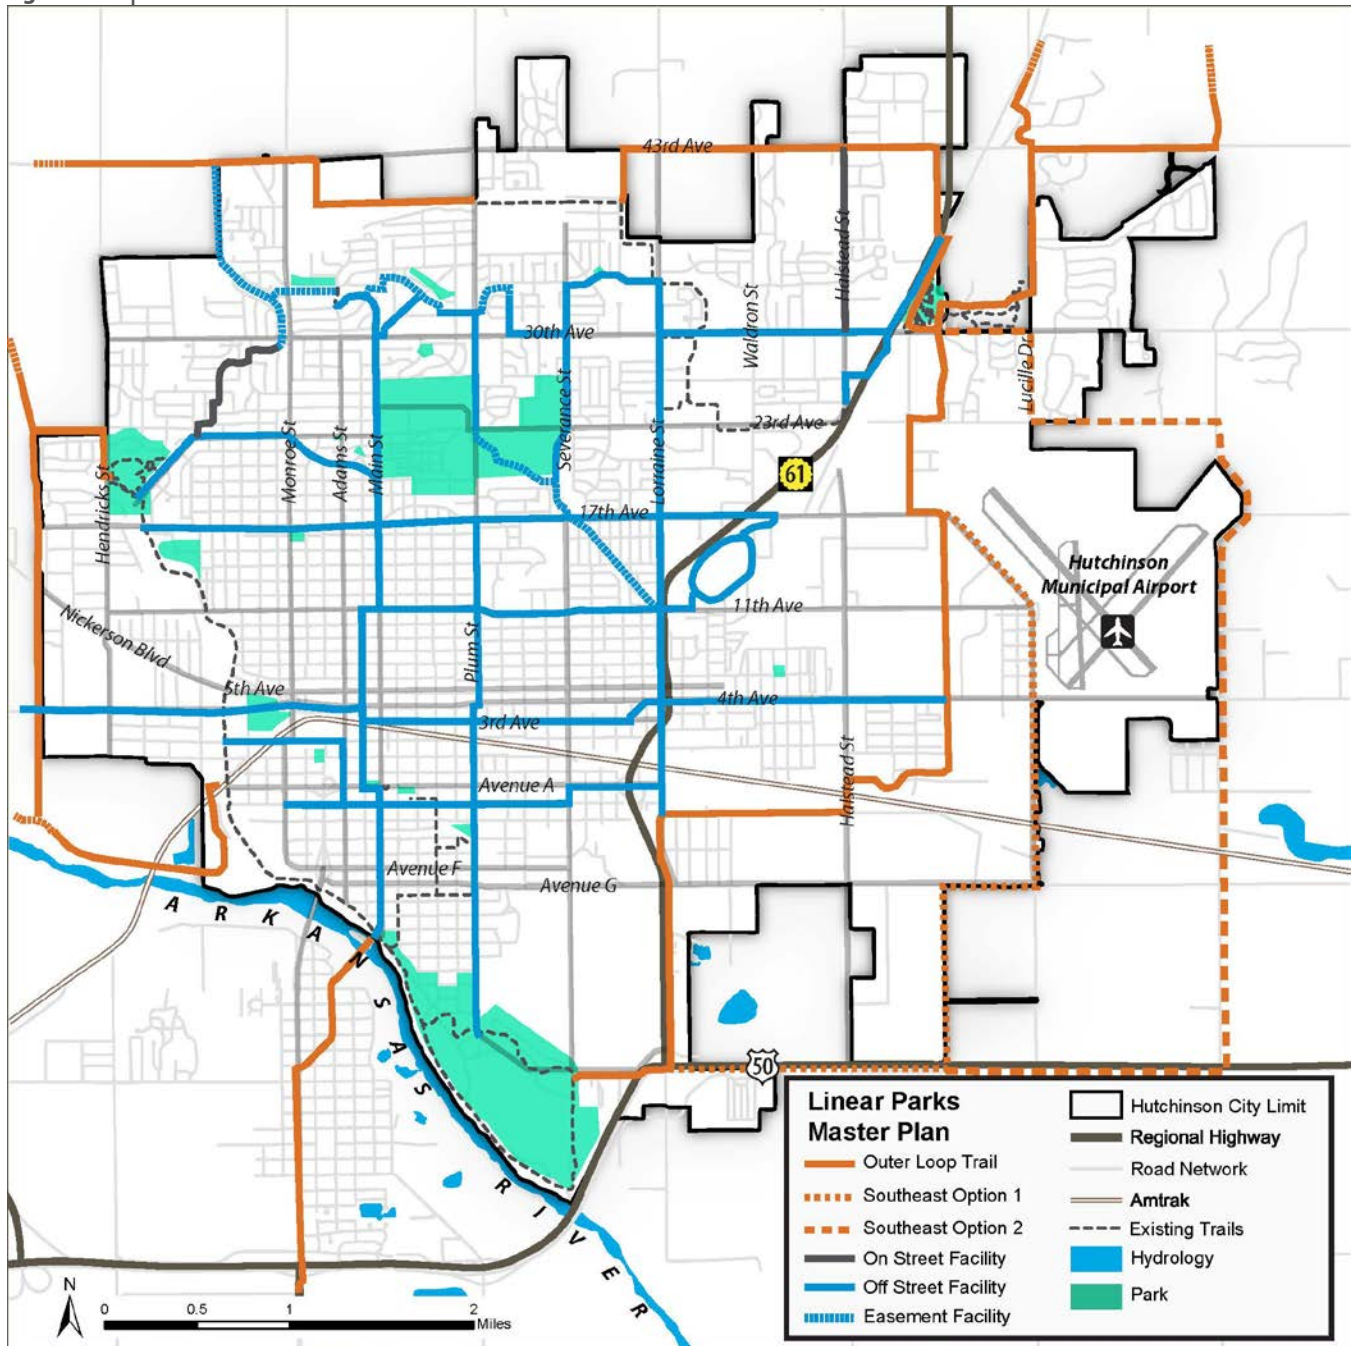 43rd Ave
Halstead St
30th Ave
Waldron St
Lucille Dr
Severance St
23rd Ave
Monroe St
Adams St
Main St
Lorraine St
61
Hendricks St
17th Ave
Hutchinson
Municipal Airport
11th Ave
Nickerson Blvd
Plum St
5th Ave
4th Ave
3rd Ave
Halstead St
Avenue A
Avenue F
Avenue G
ARKANSAS RIVER
50
Linear Parks
Master Plan
Outer Loop Trail
Southeast Option 1
Southeast Option 2
On Street Facility
Off Street Facility
Easement Facility
Hutchinson City Limit
Regional Highway
Road Network
Amtrak
Existing Trails
Hydrology
Park
N
0 0.5 1 2
Miles